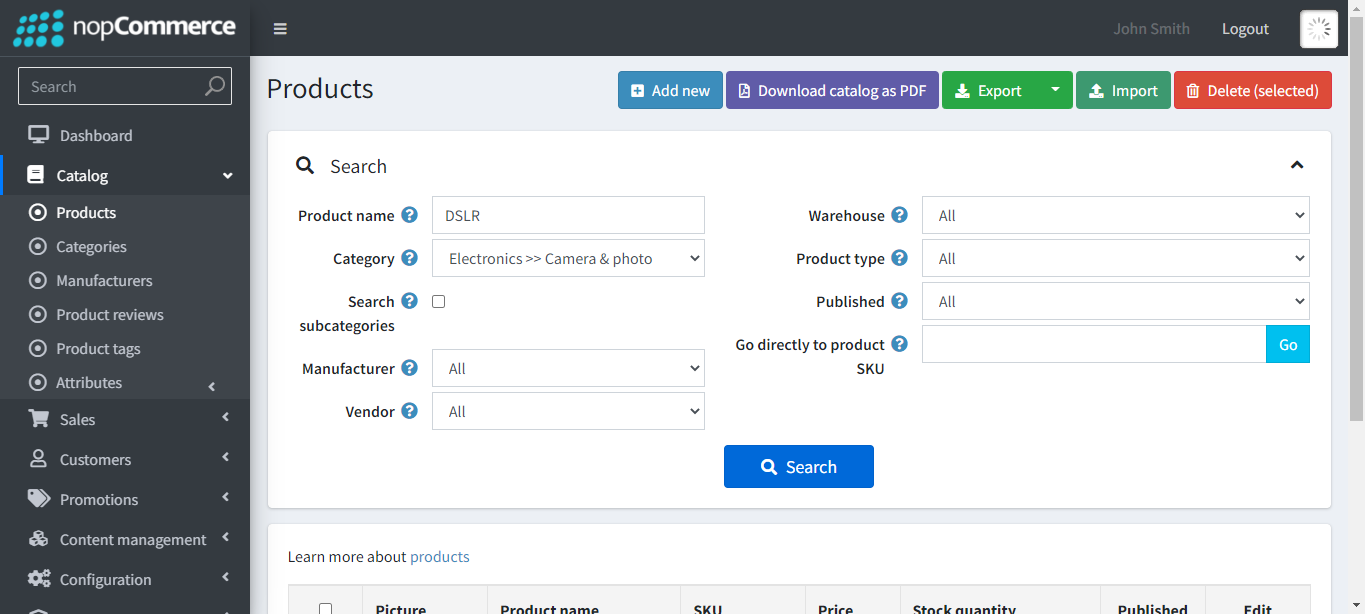 nopCommerce
John Smith
Logout
Search
Dashboard
Catalog
Products
Categories
Manufacturers
Product reviews
Product tags
Attributes
Sales
Customers
Promotions
Content management
Configuration
Products
Add new
Download catalog as PDF
Export
Import
Delete (selected)
Search
Product name ? DSLR
Category ? Electronics >> Camera & photo
Search ?
subcategories
Manufacturer ? All
Vendor ? All
Warehouse ? All
Product type ? All
Published ? All
Go directly to product ? Go
SKU
Search
Learn more about products
Picture Product name SKU Price Stock quantity Published Edit